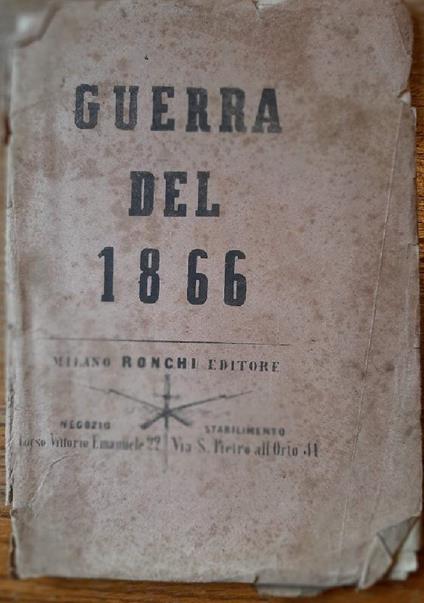 GUERRA
DEL
1866
MILANO RONCHI EDITORE
NEGOZIO STABILIMENTO
Corso Vittorio Emanuele 22 Via S. Pietro all'Orto 31